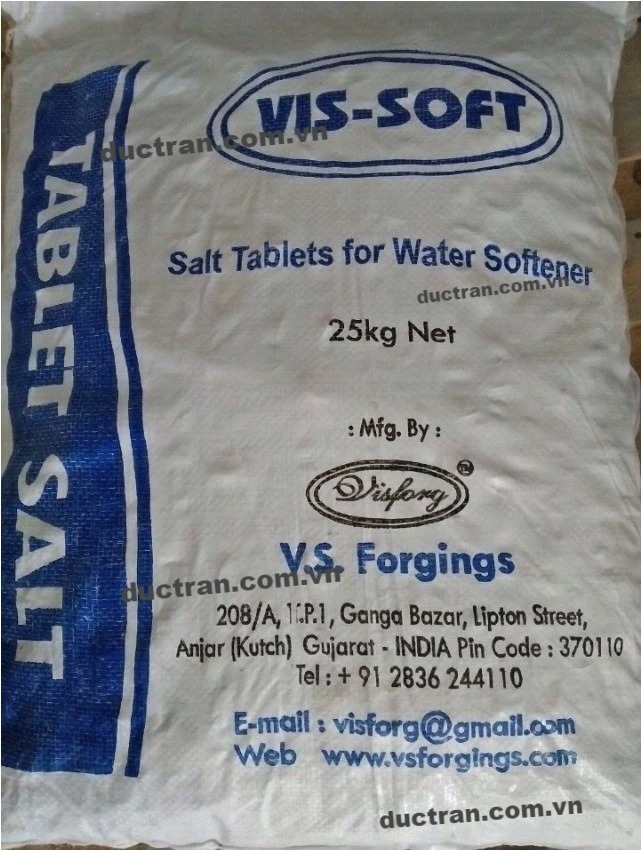 VIS-SOFT
ductran.com.vn
Salt Tablets for Water Softener
ductran.com.vn
25kg Net
: Mfg. By :
Visforg TM
V.S. Forgings
ductran.com.vn
208/A, Ganga Bazar, Lipton Street,
Anjar (Kutch) Gujarat - INDIA Pin Code : 370110
Tel : + 91 2836 244110
E-mail : visforg@gmail.com
Web www.vsforgings.com
ductran.com.vn
TABLET SALT